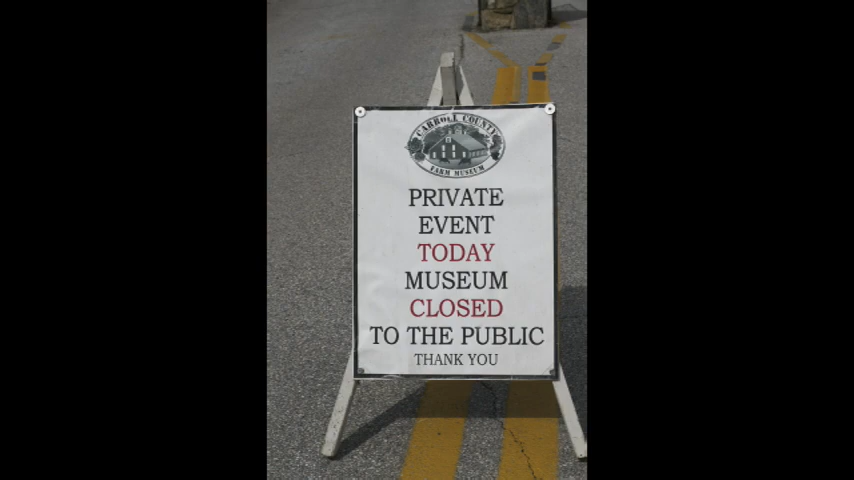 CARROLL COUNTY
FARM MUSEUM
PRIVATE
EVENT
TODAY
MUSEUM
CLOSED
TO THE PUBLIC
THANK YOU